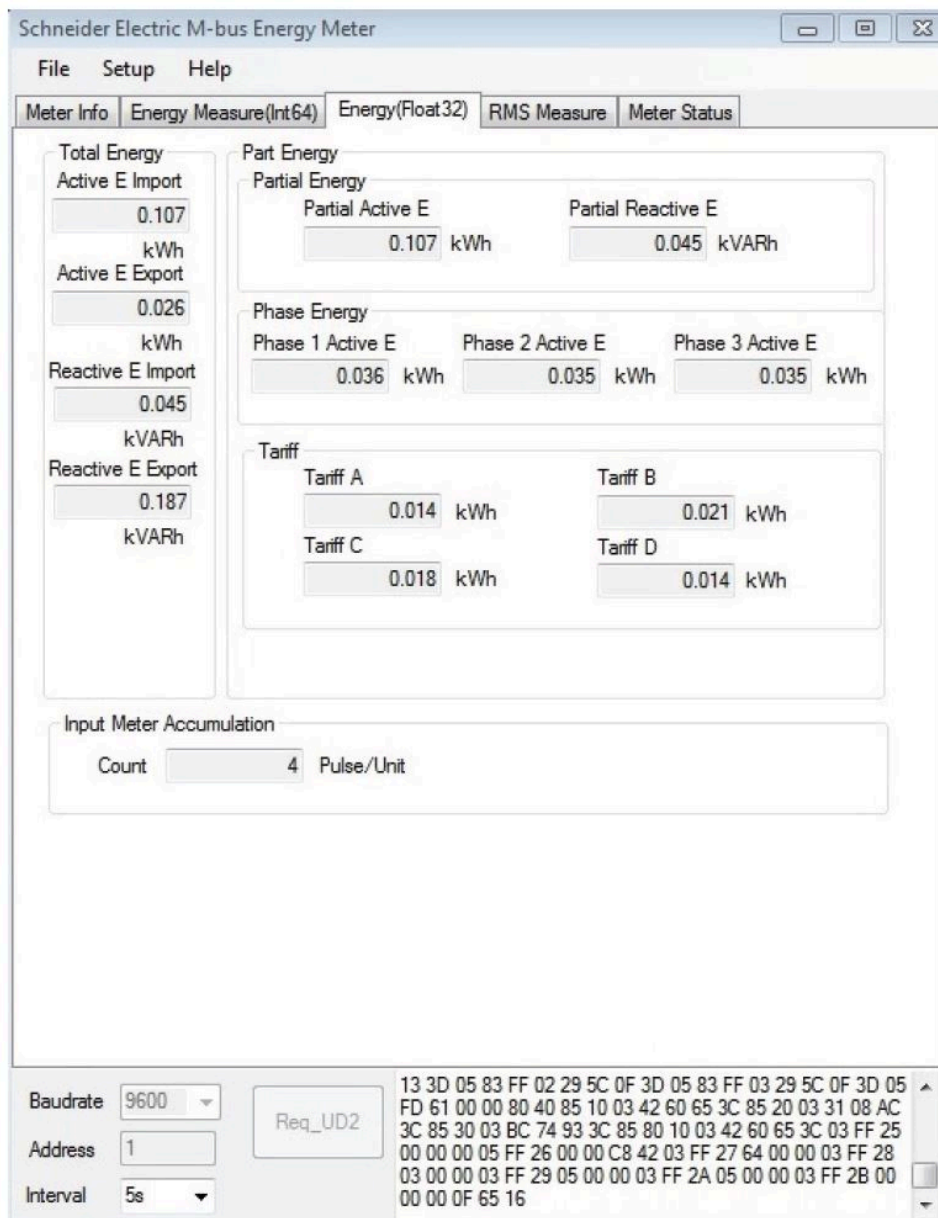 Schneider Electric M-bus Energy Meter
File Setup Help
Meter Info Energy Measure(Int64) Energy(Float32) RMS Measure Meter Status
Total Energy
Active E Import
0.107
kWh
Active E Export
0.026
kWh
Reactive E Import
0.045
kVARh
Reactive E Export
0.187
kVARh
Part Energy
Partial Energy
Partial Active E Partial Reactive E
0.107 kWh 0.045 kVARh
Phase Energy
Phase 1 Active E Phase 2 Active E Phase 3 Active E
0.036 kWh 0.035 kWh 0.035 kWh
Tariff
Tariff A Tariff B
0.014 kWh 0.021 kWh
Tariff C Tariff D
0.018 kWh 0.014 kWh
Input Meter Accumulation
Count 4 Pulse/Unit
Baudrate 9600
Address 1
Interval 5s
Req_UD2
13 3D 05 83 FF 02 29 5C 0F 3D 05 83 FF 03 29 5C 0F 3D 05
FD 61 00 00 80 40 85 10 03 42 60 65 3C 85 20 03 31 08 AC
3C 85 30 03 BC 74 93 3C 85 80 10 03 42 60 65 3C 03 FF 25
00 00 00 05 FF 26 00 00 C8 42 03 FF 27 64 00 00 03 FF 28
03 00 00 03 FF 29 05 00 00 03 FF 2A 05 00 00 03 FF 2B 00
00 00 0F 65 16